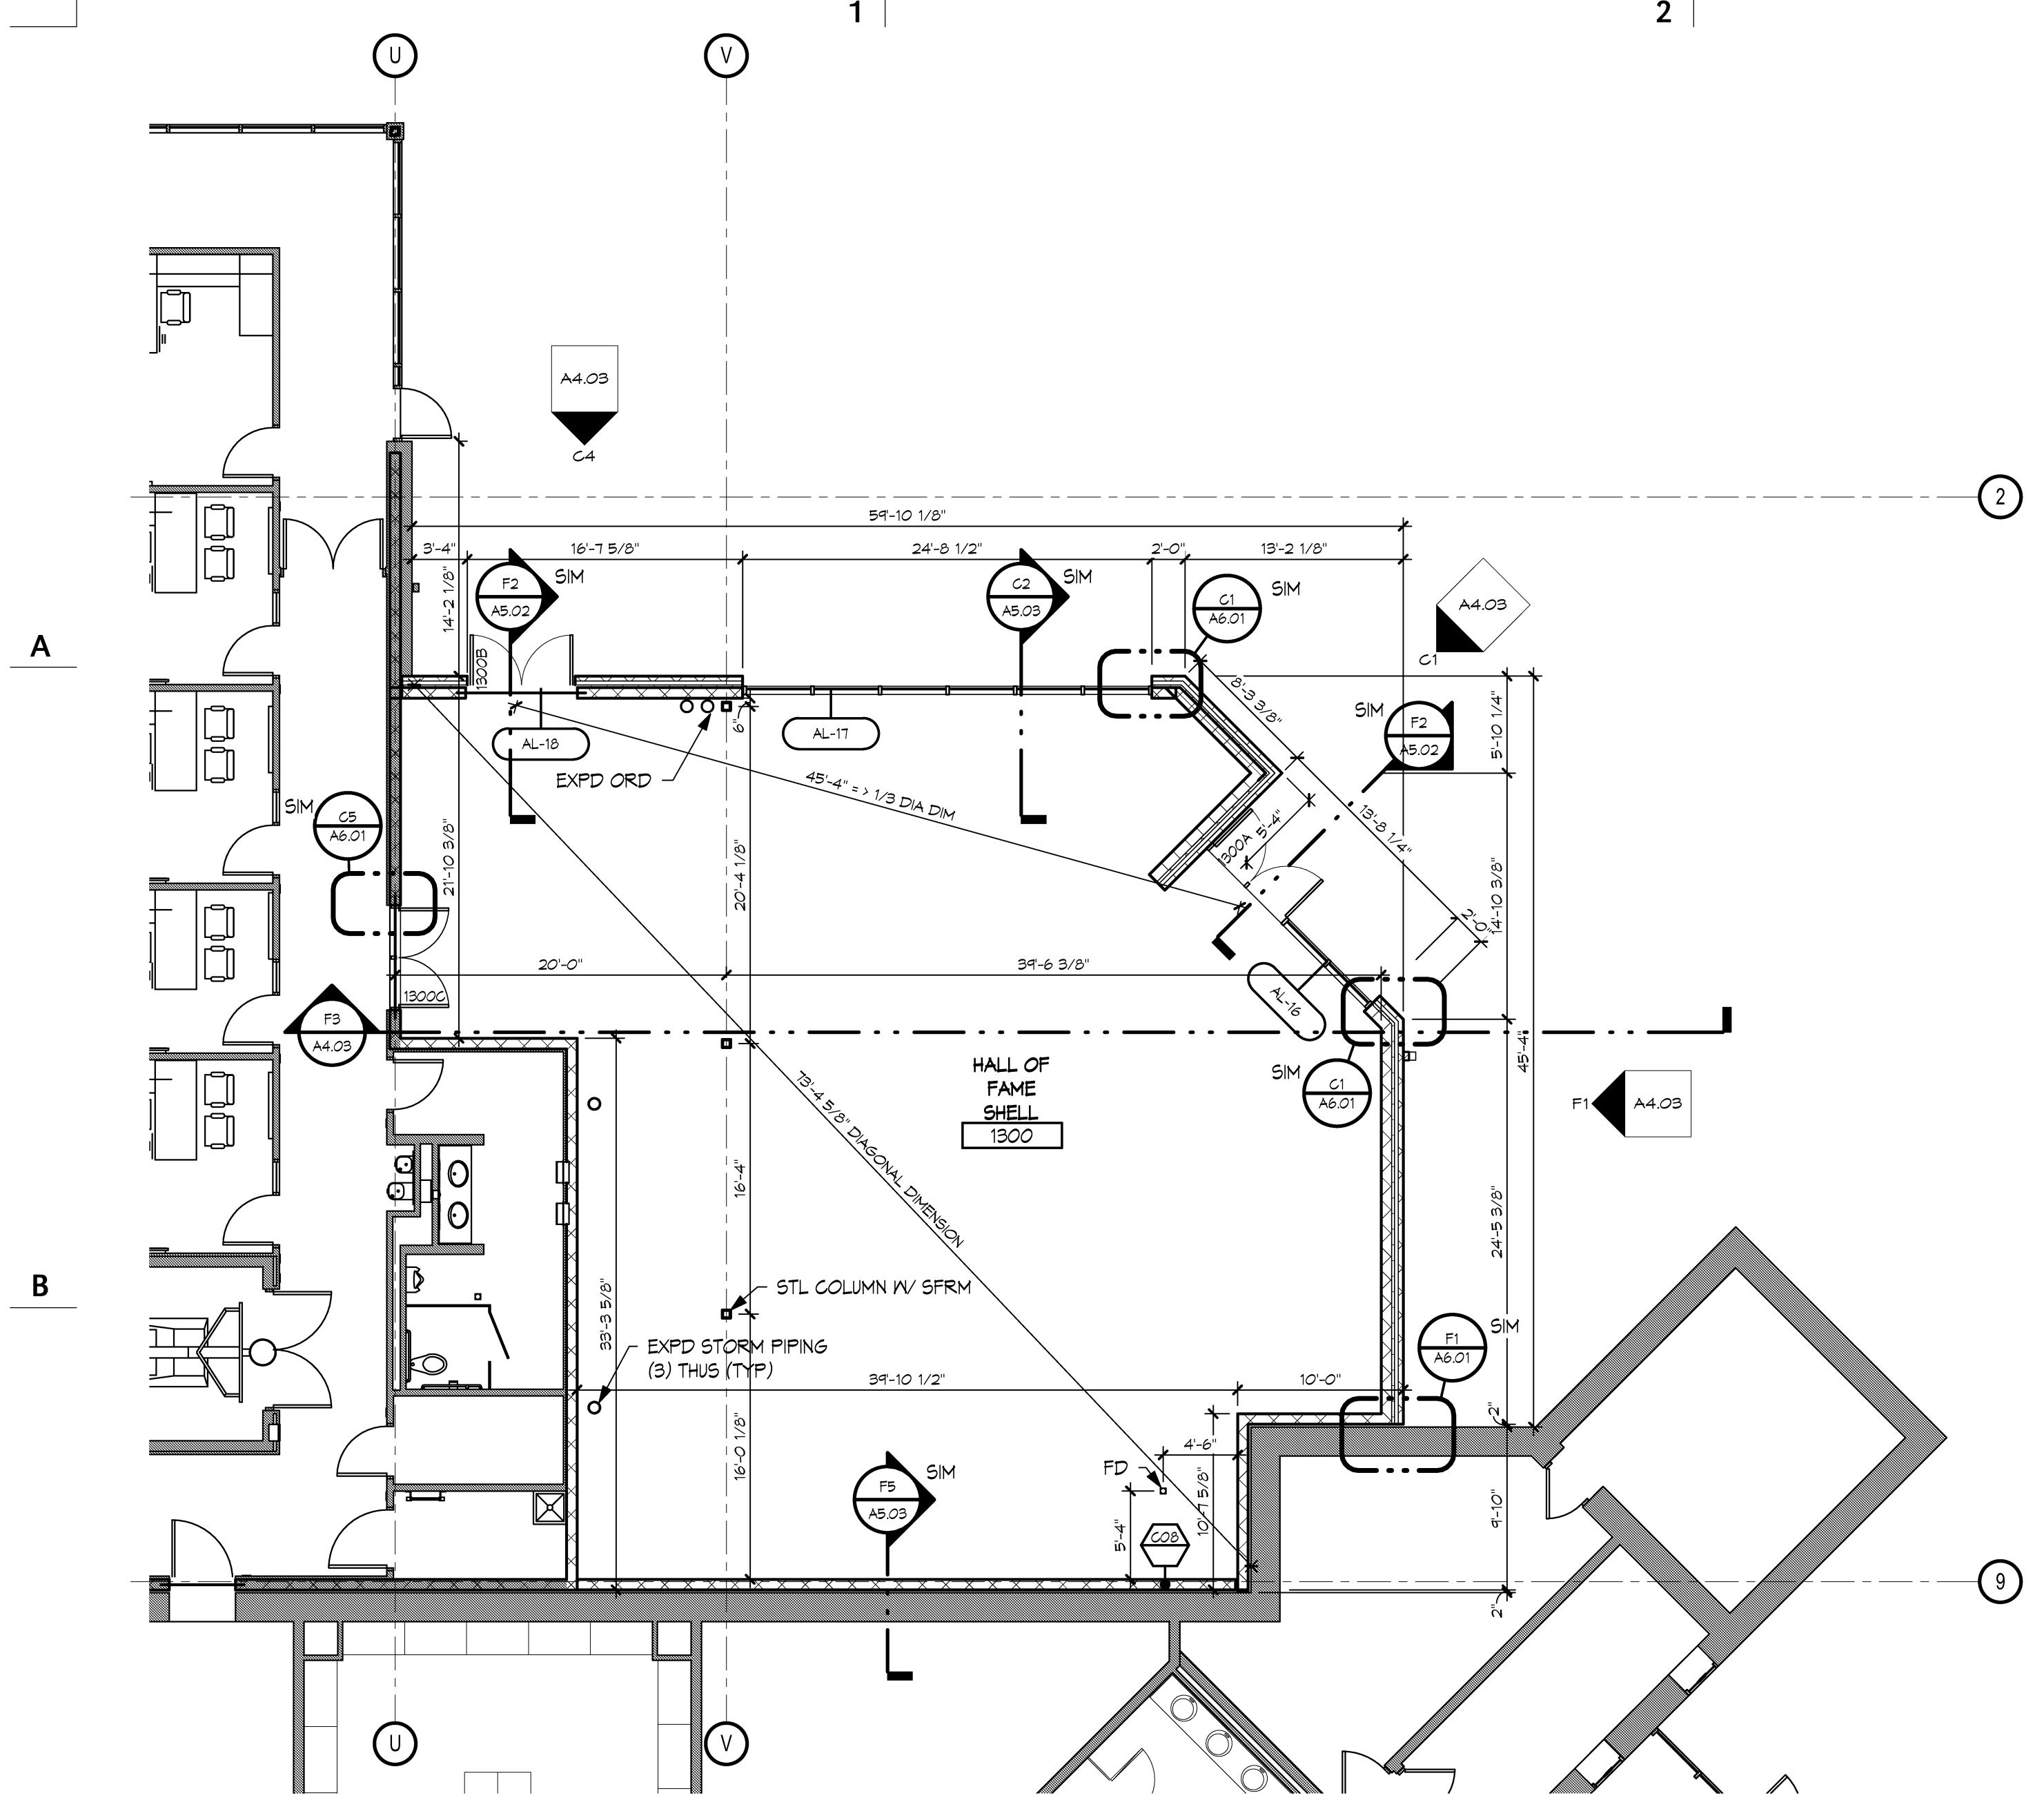 1
2
U
V
A4.03
C4
2
59'-10 1/8"
3'-4"
16'-7 5/8"
24'-8 1/2"
2'-0"
13'-2 1/8"
14'-2 1/8"
F2
A5.02
SIM
C2
A5.03
SIM
C1
A6.01
SIM
A4.03
C1
A
1300B
8'-3 3/8"
5'-10 1/4"
SIM
F2
A5.02
6"
AL-18
AL-17
EXPD ORD
45'-4" = > 1/3 DIA DIM
SIM
C5
A6.01
21'-10 3/8"
20'-4 1/8"
1300A
5'-4"
13'-8 1/4"
14'-10 3/8"
2'-0"
20'-0"
39'-6 3/8"
1300C
AL-16
F3
A4.03
45'-4"
HALL OF
FAME
SHELL
1300
SIM
C1
A6.01
F1
A4.03
73'-4 5/8" DIAGONAL DIMENSION
16'-4"
24'-5 3/8"
B
STL COLUMN W/ SFRM
33'-3 5/8"
EXPD STORM PIPING
(3) THUS (TYP)
F1
A6.01
SIM
39'-10 1/2"
10'-0"
2"
16'-0 1/8"
4'-6"
FD
F5
A5.03
SIM
10'-7 5/8"
5'-4"
C08
9'-10"
9
2"
U
V